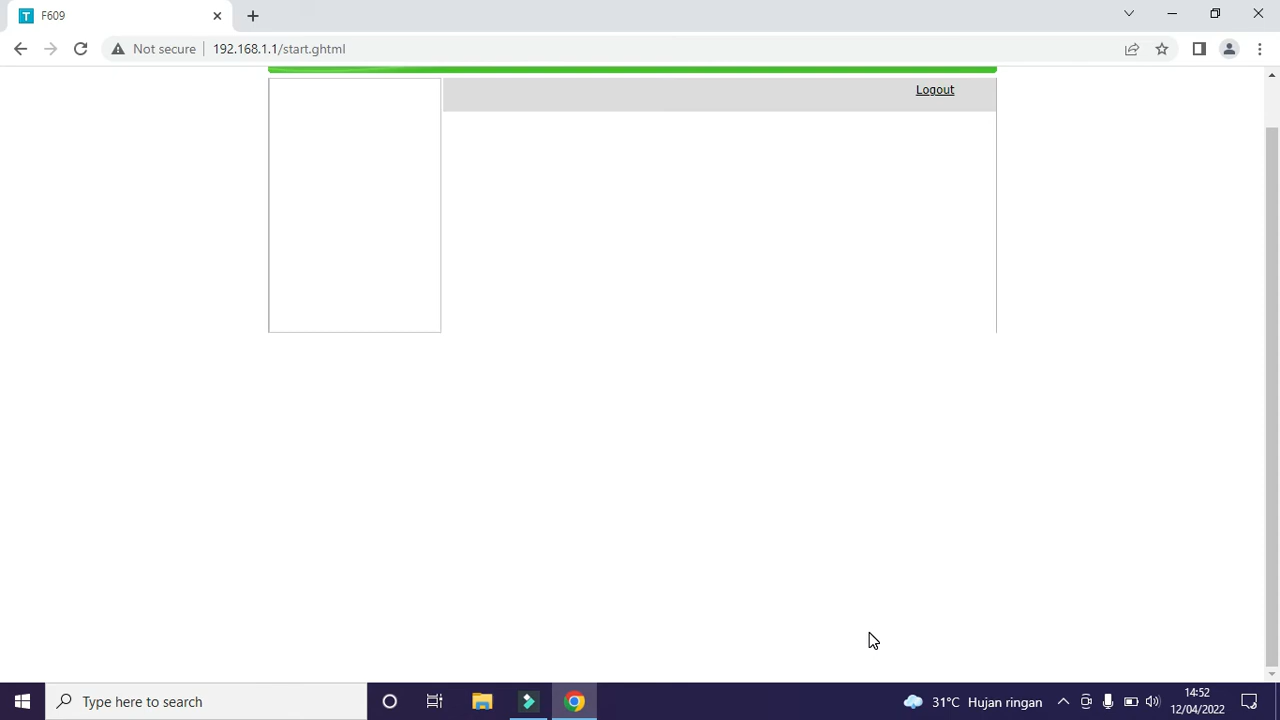 F609
Not secure
192.168.1.1/start.ghtml
Logout
Type here to search
31°C Hujan ringan
14:52
12/04/2022